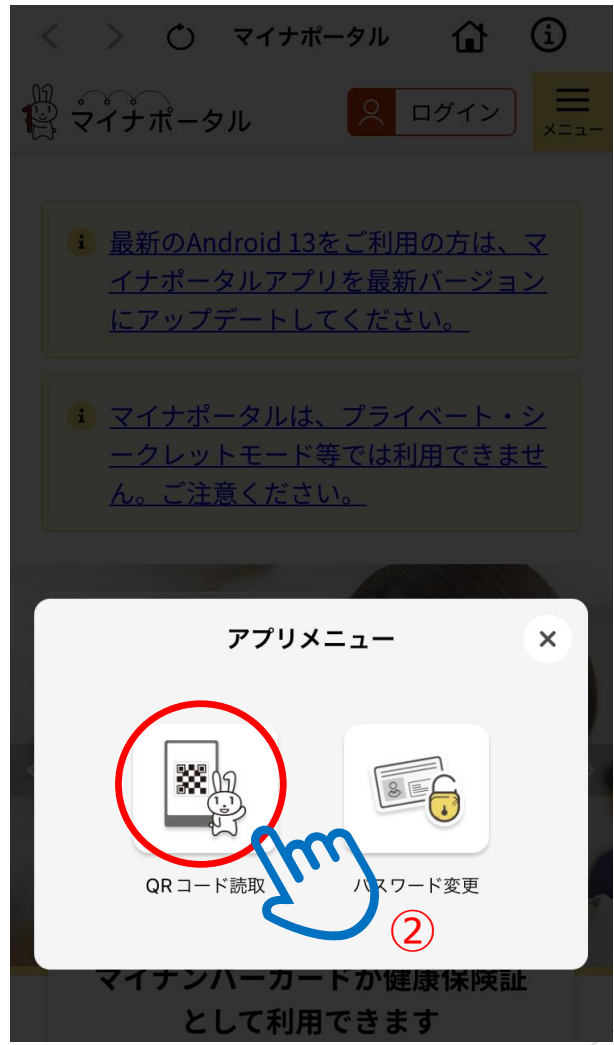 マイナポータル
マイナポータル
ログイン
メニュー
最新のAndroid 13をご利用の方は、マ
イナポータルアプリを最新バージョン
にアップデートしてください。
マイナポータルは、プライベート・シ
ークレットモード等では利用できませ
ん。ご注意ください。
アプリメニュー
QRコード読取
パスワード変更
②
マイナンバーカードが健康保険証
として利用できます